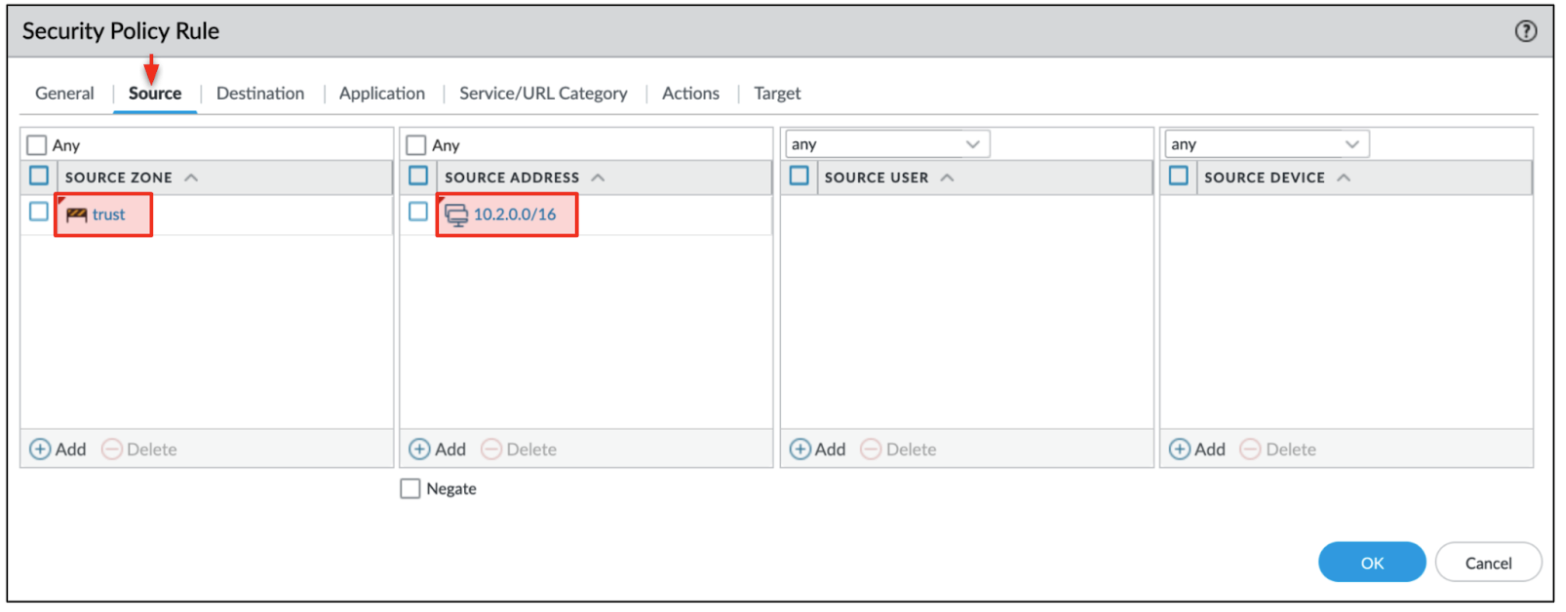 Security Policy Rule
General Source Destination Application Service/URL Category Actions Target
Any Any any any
SOURCE ZONE SOURCE ADDRESS SOURCE USER SOURCE DEVICE
trust 10.2.0.0/16
Add Delete Add Delete Add Delete Add Delete
Negate
OK Cancel